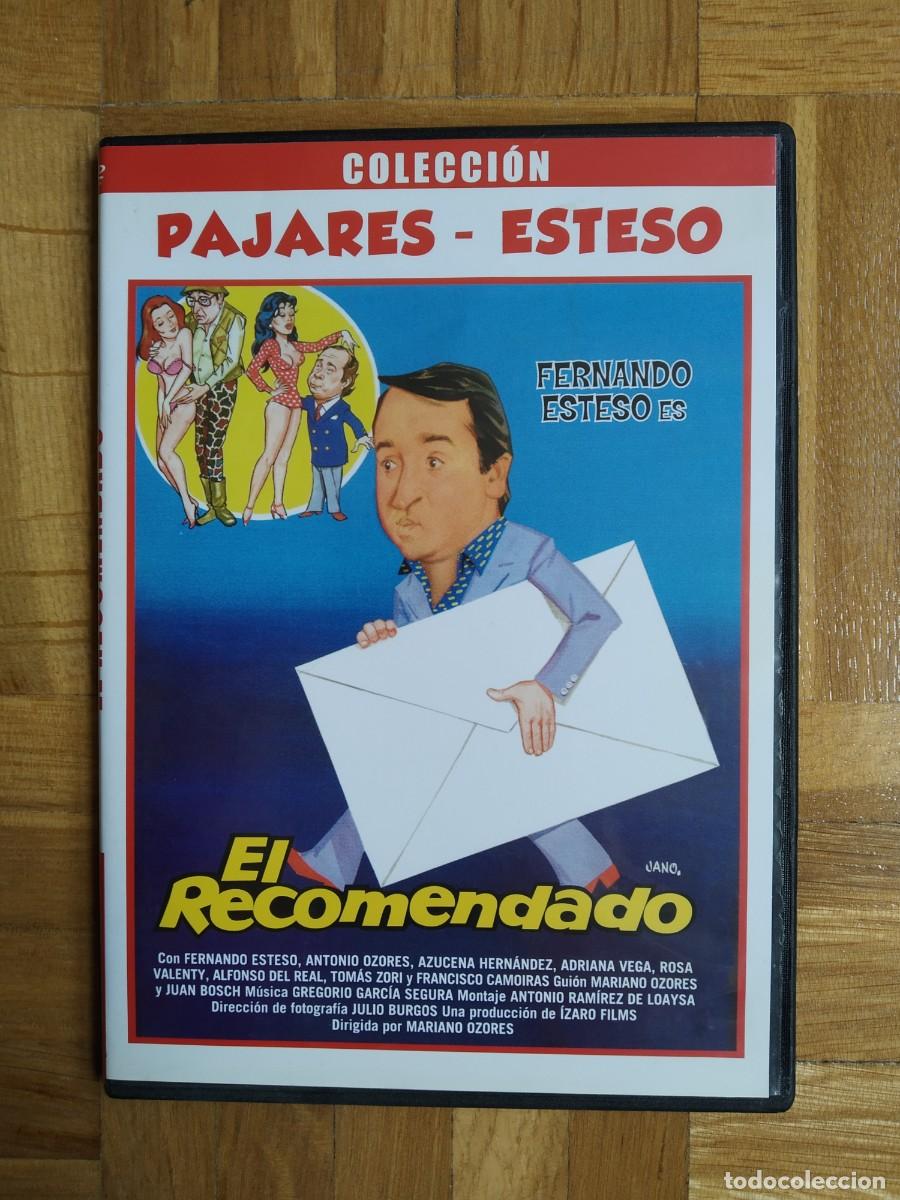 COLECCIÓN
PAJARES - ESTESO
FERNANDO
ESTESO ES
JANO.
El
Recomendado
Con FERNANDO ESTESO, ANTONIO OZORES, AZUCENA HERNÁNDEZ, ADRIANA VEGA, ROSA
VALENTY, ALFONSO DEL REAL, TOMÁS ZORI y FRANCISCO CAMOIRAS Guión MARIANO OZORES
y JUAN BOSCH Música GREGORIO GARCÍA SEGURA Montaje ANTONIO RAMÍREZ DE LOAYSA
Dirección de fotografía JULIO BURGOS Una producción de ÍZARO FILMS
Dirigida por MARIANO OZORES
todocoleccion